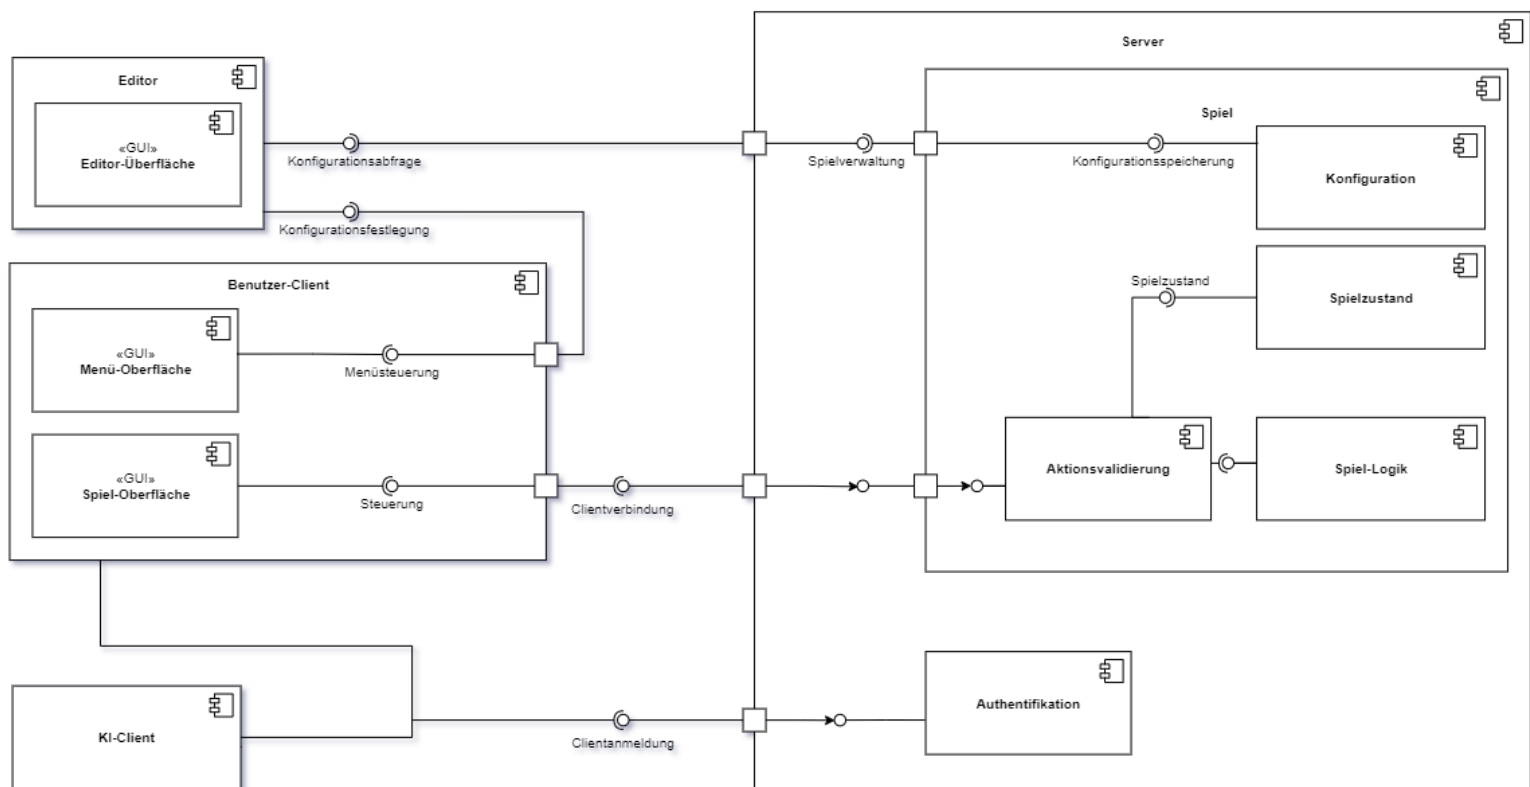 Server
Editor
«GUI»
Editor-Überfläche
Konfigurationsabfrage
Spielverwaltung
Spiel
Konfigurationsspeicherung
Konfiguration
Konfigurationsfestlegung
Benutzer-Client
Spielzustand
Spielzustand
«GUI»
Menü-Oberfläche
Menüsteuerung
«GUI»
Spiel-Oberfläche
Steuerung
Clientverbindung
Aktionsvalidierung
Spiel-Logik
Authentifikation
KI-Client
Clientanmeldung